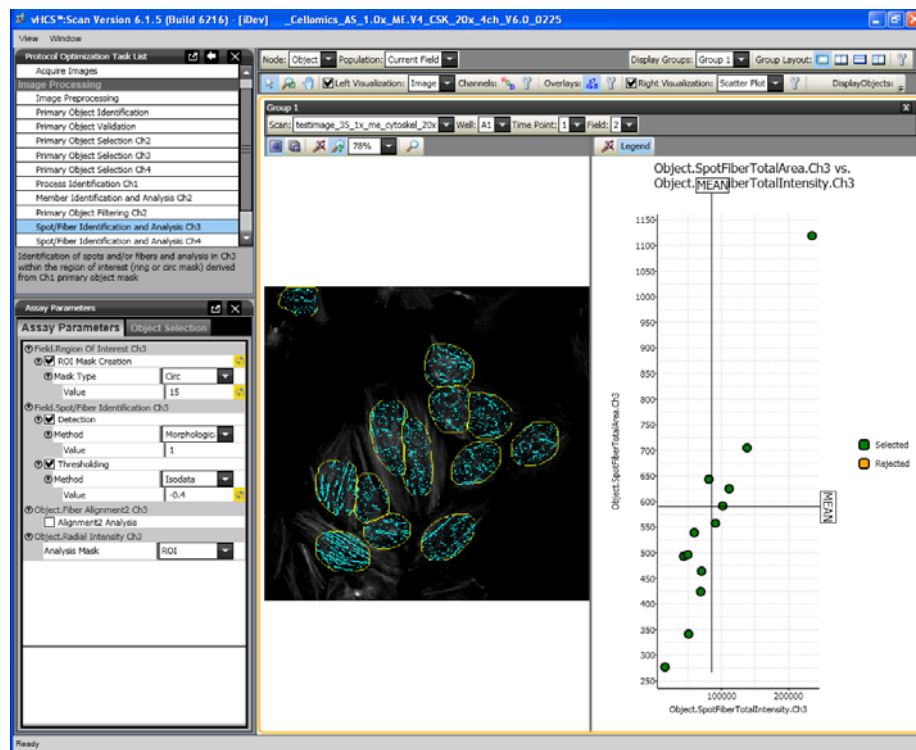 vHCS™:Scan Version 6.1.5 (Build 6216) - [iDev] _Cellomics_AS_1.0x_ME.V4_CSK_20x_4ch_V6.0_0225
View Window
Protocol Optimization Task List
Acquire Images
Image Processing
Image Preprocessing
Primary Object Identification
Primary Object Validation
Primary Object Selection Ch2
Primary Object Selection Ch3
Primary Object Selection Ch4
Process Identification Ch1
Member Identification and Analysis Ch2
Primary Object Filtering Ch2
Spot/Fiber Identification and Analysis Ch3
Spot/Fiber Identification and Analysis Ch4
Identification of spots and/or fibers and analysis in Ch3
within the region of interest (ring or circ mask) derived
from Ch1 primary object mask
Assay Parameters
Assay Parameters Object Selection
Field.Region Of Interest Ch3
ROI Mask Creation
Mask Type Circ
Value 15
Field.Spot/Fiber Identification Ch3
Detection
Method Morphologic
Value 1
Thresholding
Method Isodata
Value -0.4
Object.Fiber Alignment2 Ch3
Alignment2 Analysis
Object.Radial Intensity Ch3
Analysis Mask ROI
Node: Object Population: Current Field Display Groups: Group 1 Group Layout:
Left Visualization: Image Channels: Overlays: Right Visualization: Scatter Plot DisplayObjects:
Group 1
Scan: testimage_35_1x_me_cytoskel_20x Well: A1 Time Point: 1 Field: 2
78%
Legend
Object.SpotFiberTotalArea.Ch3 vs.
Object. iberTotalIntensity.Ch3
MEAN
1150
1100
1050
1000
950
900
850
800
750
700
650
600
550
500
450
400
350
300
250
Object.SpotFiberTotalArea.Ch3
MEAN
100000 200000
Object.SpotFiberTotalIntensity.Ch3
Selected
Rejected
Ready